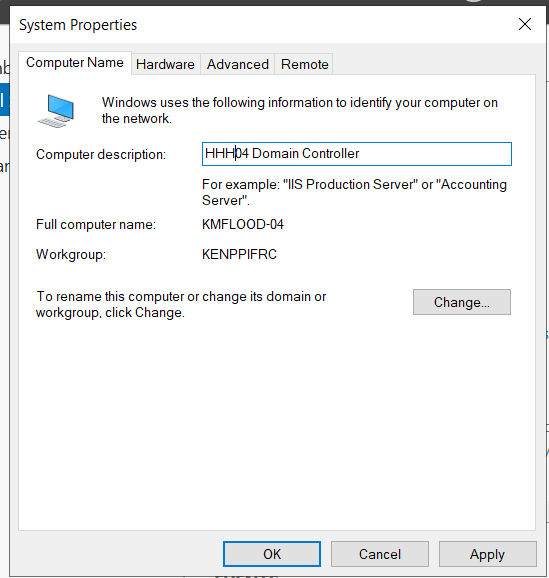 System Properties
Computer Name
Hardware
Advanced
Remote
Windows uses the following information to identify your computer on
the network.
Computer description:
HHH04 Domain Controller
For example: "IIS Production Server" or "Accounting
Server".
Full computer name:
KMFLOOD-04
Workgroup:
KENPPIFRC
To rename this computer or change its domain or
workgroup, click Change.
Change...
OK
Cancel
Apply